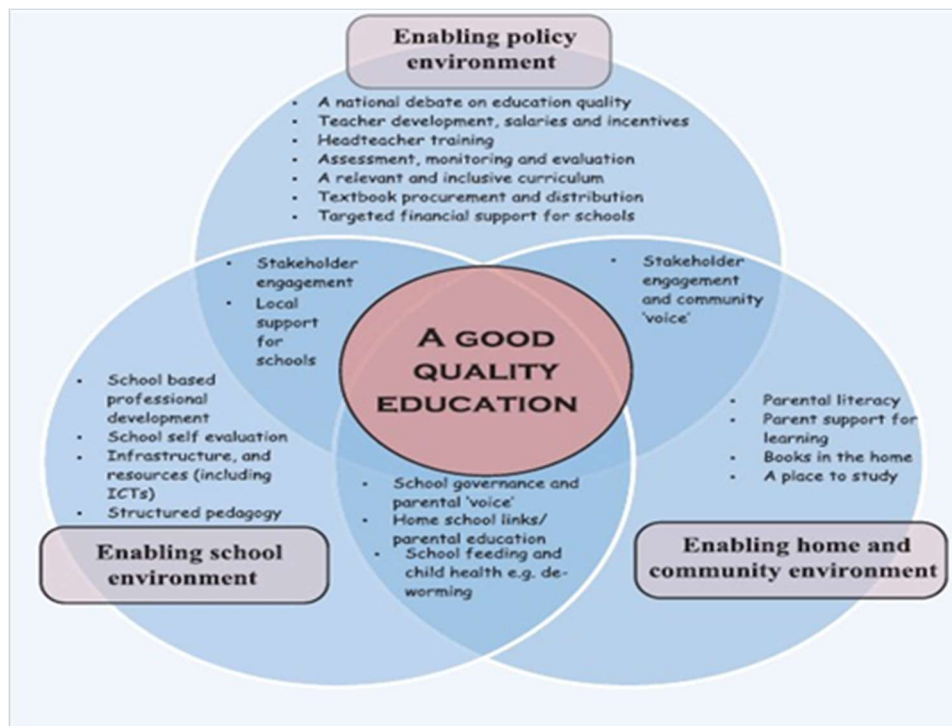 Enabling policy
environment
▪ A national debate on education quality
▪ Teacher development, salaries and incentives
▪ Headteacher training
▪ Assessment, monitoring and evaluation
▪ A relevant and inclusive curriculum
▪ Textbook procurement and distribution
▪ Targeted financial support for schools
▪ Stakeholder
engagement
▪ Local
support
for
schools
▪ Stakeholder
engagement
and community
'voice'
A GOOD
QUALITY
EDUCATION
▪ School based
professional
development
▪ School self evaluation
▪ Infrastructure, and
resources (including
ICTs)
▪ Structured pedagogy
▪ Parental literacy
▪ Parent support for
learning
▪ Books in the home
▪ A place to study
▪ School governance and
parental 'voice'
▪ Home school links/
parental education
▪ School feeding and
child health e.g. de-
worming
Enabling school
environment
Enabling home and
community environment